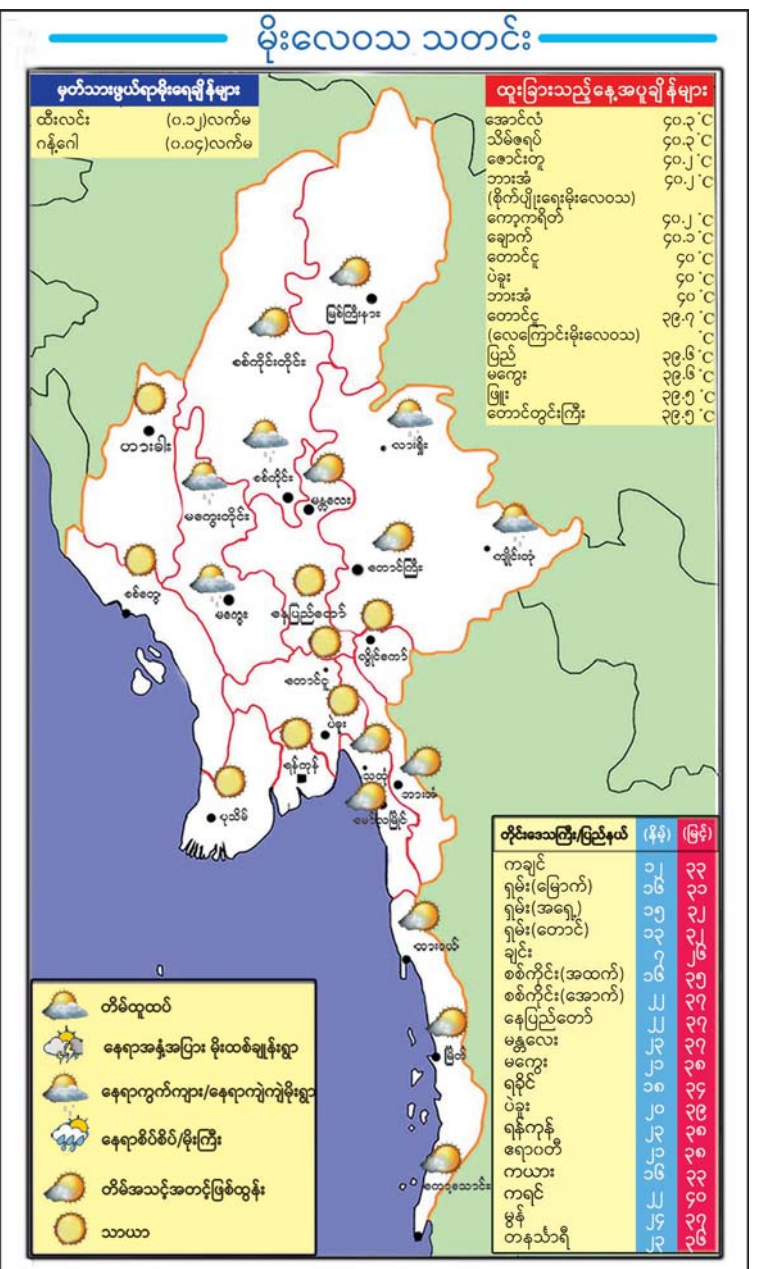 မိုးလေဝသ သတင်း
မှတ်သားဖွယ်ရာမိုးရေချိန်များ
ထီးလင်း (၀.၁၂)လက်မ
ဂန့်ဂေါ (၀.၀၄)လက်မ
ထူးခြားသည့်နေ့အပူချိန်များ
အောင်လံ ၄၀.၃ °C
သိမ်ဇရပ် ၄၀.၃ °C
ဇောင်းတူ ၄၀.၂ °C
ဘားအံ ၄၀.၂ °C
(စိုက်ပျိုးရေးမိုးလေဝသ)
ကော့ကရိတ် ၄၀.၂ °C
ချောက် ၄၀.၁ °C
တောင်ငူ ၄၀ °C
ပဲခူး ၄၀ °C
ဘားအံ ၄၀ °C
တောင်ငူ ၃၉.၇ °C
(လေကြောင်းမိုးလေဝသ) °C
ပြည် ၃၉.၆ °C
မကွေး ၃၉.၆ °C
ဖြူး ၃၉.၅ °C
တောင်တွင်းကြီး ၃၉.၅ °C
မြစ်ကြီးနား
စစ်ကိုင်းတိုင်း
ဟားခါး
လားရှိုး
စစ်ကိုင်း
မန္တလေး
မကွေးတိုင်း
ကျိုင်းတုံ
တောင်ကြီး
စစ်တွေ
မကွေး
နေပြည်တော်
လွိုင်ကော်
တောင်ငူ
ပဲခူး
ရန်ကုန်
သထုံ
ဘားအံ
ပုသိမ်
မော်လမြိုင်
ထားဝယ်
မြိတ်
ကော့သောင်း
တိမ်ထူထပ်
နေရာအနှံ့အပြား မိုးထစ်ချုန်းရွာ
နေရာကွက်ကျား/နေရာကျဲကျဲမိုးရွာ
နေရာစိပ်စိပ်/မိုးကြီး
တိမ်အသင့်အတင့်ဖြစ်ထွန်း
သာယာ
တိုင်းဒေသကြီး/ပြည်နယ် (နိမ့်) (မြင့်)
ကချင် ၁၂ ၃၃
ရှမ်း(မြောက်) ၁၆ ၃၁
ရှမ်း(အရှေ့) ၁၅ ၃၂
ရှမ်း(တောင်) ၁၃ ၃၂
ချင်း ၇ ၂၆
စစ်ကိုင်း(အထက်) ၁၆ ၃၅
စစ်ကိုင်း(အောက်) ၂၂ ၃၇
နေပြည်တော် ၂၂ ၃၇
မန္တလေး ၂၃ ၃၇
မကွေး ၂၁ ၃၈
ရခိုင် ၁၈ ၃၄
ပဲခူး ၂၀ ၃၉
ရန်ကုန် ၂၃ ၃၈
ဧရာဝတီ ၂၁ ၃၈
ကယား ၁၆ ၃၃
ကရင် ၂၂ ၄၀
မွန် ၂၄ ၃၇
တနင်္သာရီ ၂၃ ၃၆